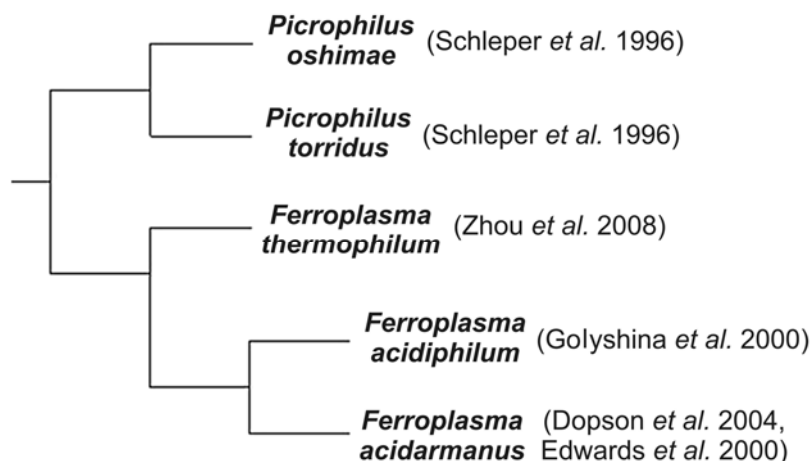 Picrophilus
oshimae (Schleper et al. 1996)
Picrophilus
torridus (Schleper et al. 1996)
Ferroplasma
thermophilum (Zhou et al. 2008)
Ferroplasma
acidiphilum (Golyshina et al. 2000)
Ferroplasma (Dopson et al. 2004,
acidarmanus Edwards et al. 2000)